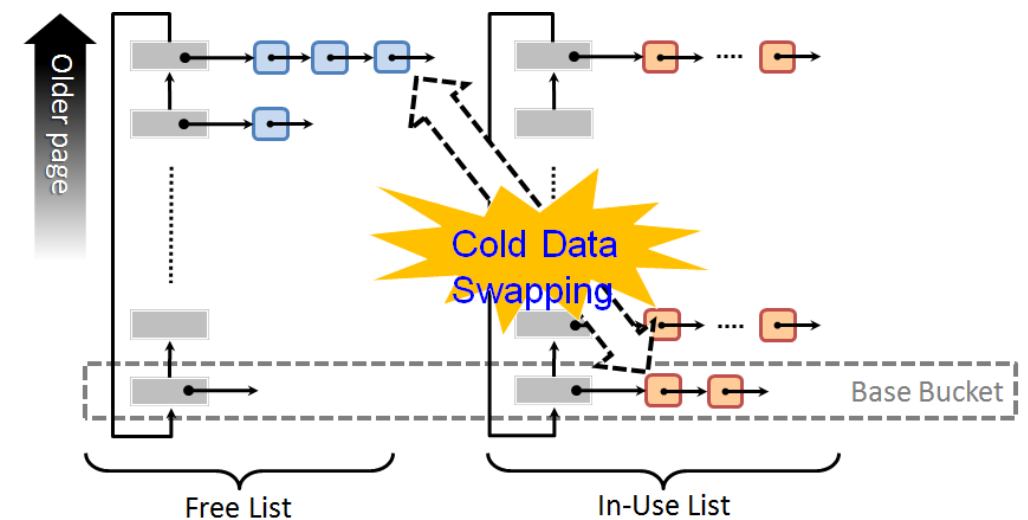 Older page
Cold Data
Swapping
Base Bucket
Free List
In-Use List